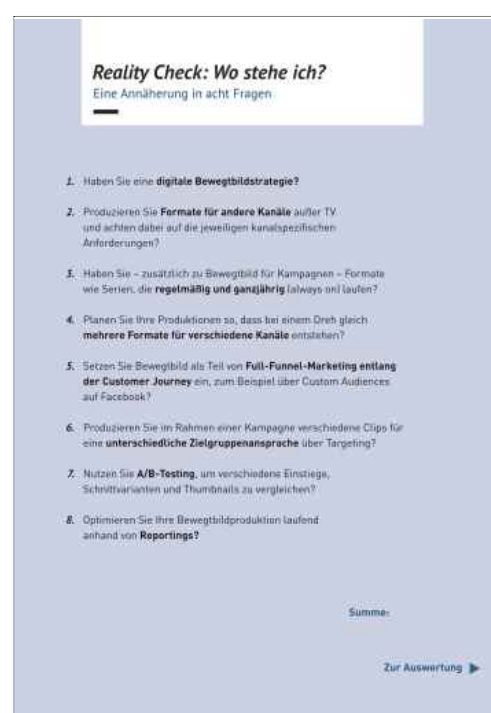 Reality Check: Wo stehe ich?
Eine Annäherung in acht Fragen
1. Haben Sie eine digitale Bewegtbildstrategie?
2. Produzieren Sie Formate für andere Kanäle außer TV
und achten dabei auf die jeweiligen kanalspezifischen
Anforderungen?
3. Haben Sie – zusätzlich zu Bewegtbild für Kampagnen – Formate
wie Serien, die regelmäßig und ganzjährig (always on) laufen?
4. Planen Sie Ihre Produktionen so, dass bei einem Dreh gleich
mehrere Formate für verschiedene Kanäle entstehen?
5. Setzen Sie Bewegtbild als Teil von Full-Funnel-Marketing entlang
der Customer Journey ein, zum Beispiel über Custom Audiences
auf Facebook?
6. Produzieren Sie im Rahmen einer Kampagne verschiedene Clips für
eine unterschiedliche Zielgruppenansprache über Targeting?
7. Nutzen Sie A/B-Testing, um verschiedene Einstiege,
Schnittvarianten und Thumbnails zu vergleichen?
8. Optimieren Sie Ihre Bewegtbildproduktion laufend
anhand von Reportings?
Summe:
Zur Auswertung